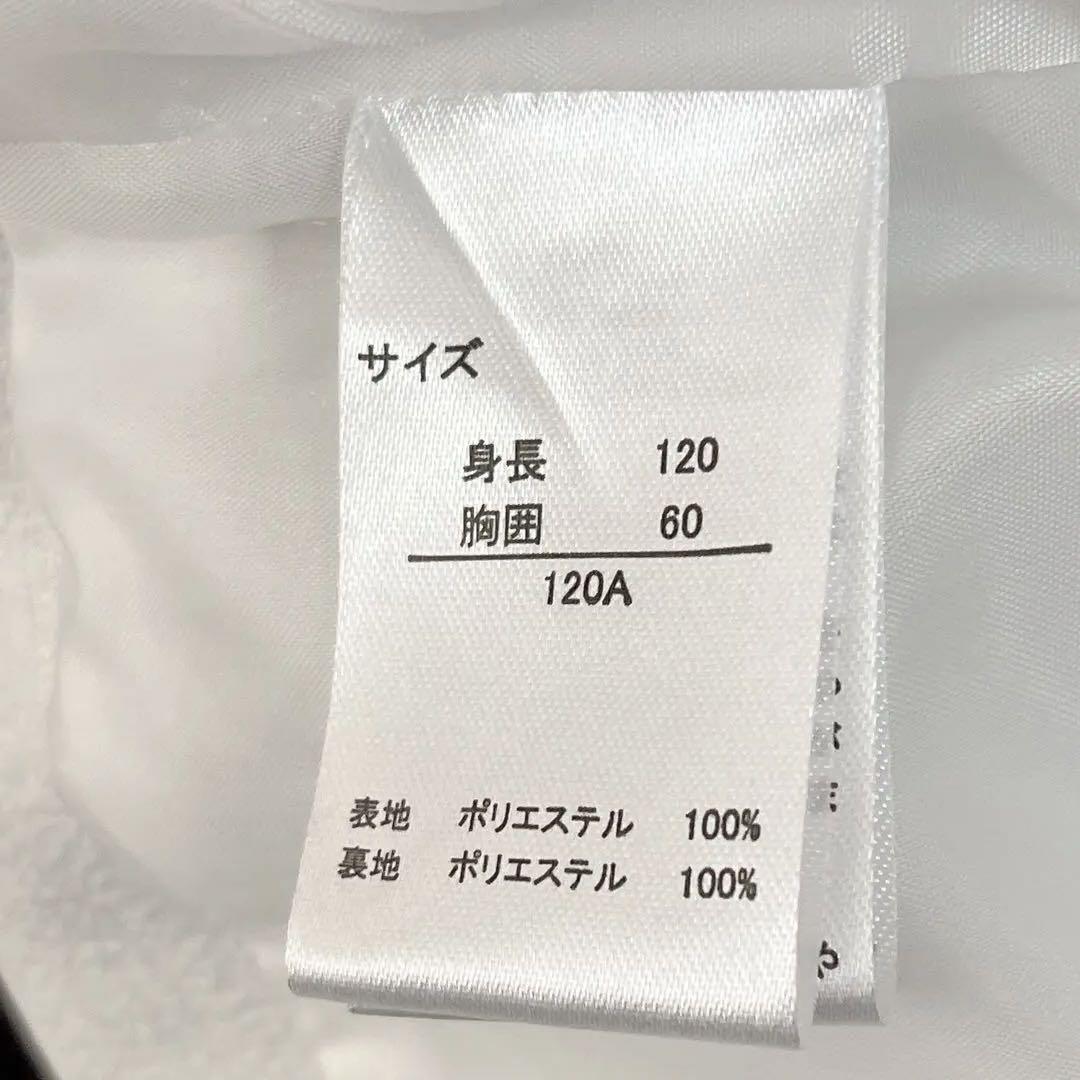 サイズ
身長 120
胸囲 60
120A
表地 ポリエステル 100%
裏地 ポリエステル 100%
や